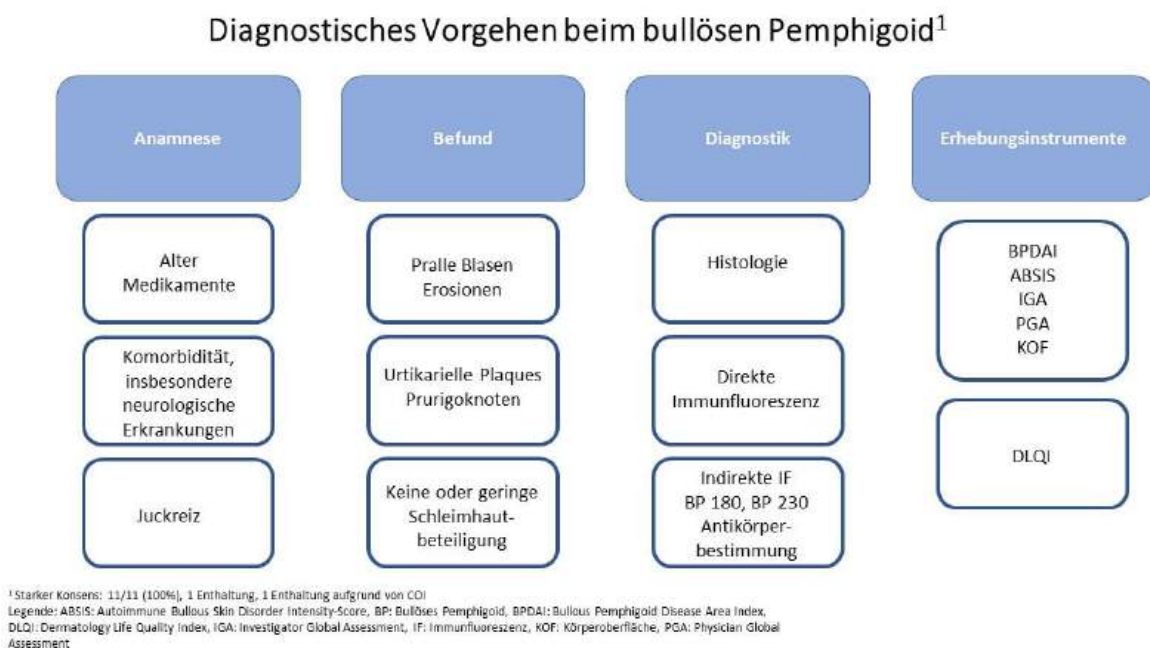 Diagnostisches Vorgehen beim bullösen Pemphigoid¹
Anamnese
Befund
Diagnostik
Erhebungsinstrumente
Alter
Medikamente
Komorbidität,
insbesondere
neurologische
Erkrankungen
Juckreiz
Pralle Blasen
Erosionen
Urtikarielle Plaques
Prurigoknoten
Keine oder geringe
Schleimhaut-
beteiligung
Histologie
Direkte
Immunfluoreszenz
Indirekte IF
BP 180, BP 230
Antikörper-
bestimmung
BPDAI
ABSIS
IGA
PGA
KOF
DLQI
¹ Starker Konsens: 11/11 (100%), 1 Enthaltung, 1 Enthaltung aufgrund von COI
Legende: ABSIS: Autoimmune Bullous Skin Disorder Intensity-Score, BP: Bullöses Pemphigoid, BPDAI: Bullous Pemphigoid Disease Area Index,
DLQI: Dermatology Life Quality Index, IGA: Investigator Global Assessment, IF: Immunfluoreszenz, KOF: Körperoberfläche, PGA: Physician Global
Assessment